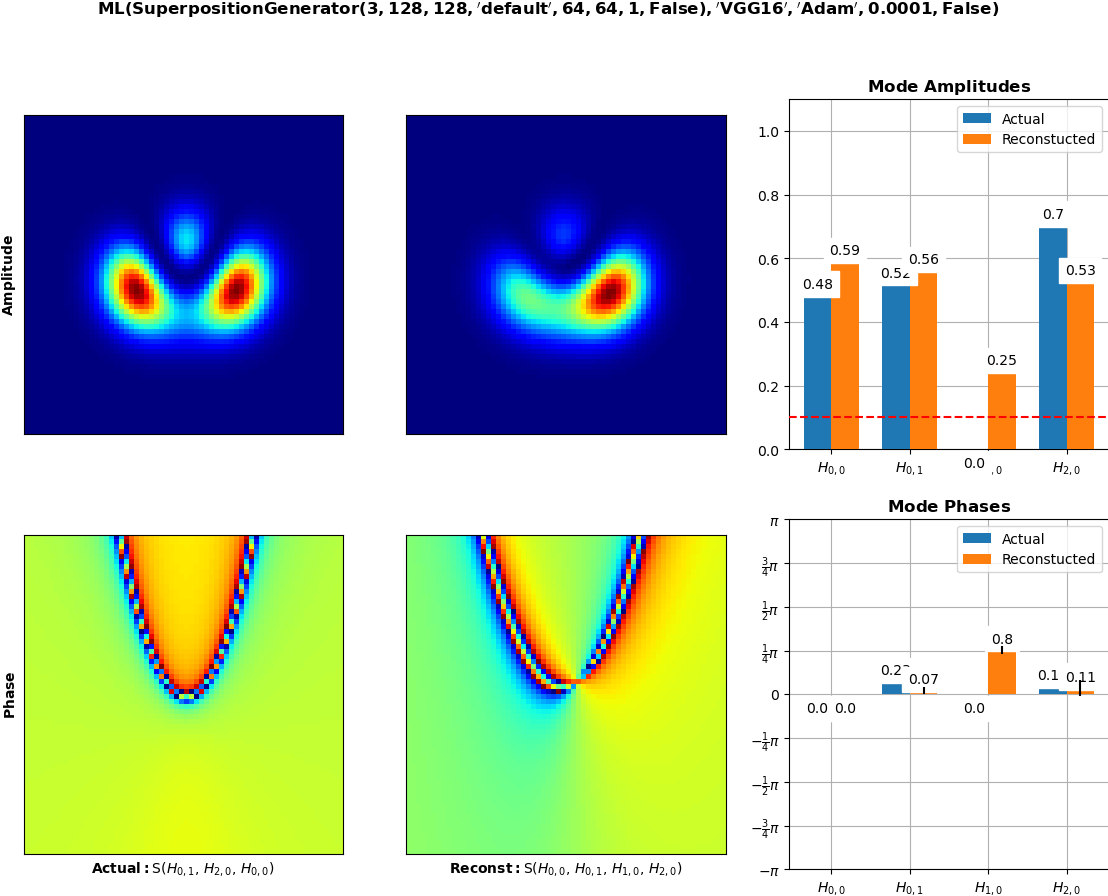 ML(SuperpositionGenerator(3, 128, 128, 'default', 64, 64, 1, False), 'VGG16', 'Adam', 0.0001, False)
Amplitude
Mode Amplitudes
Actual
Reconstucted
1.0
0.8
0.6
0.4
0.2
0.0
0.48
0.59
0.52
0.56
0.0
0.25
0.7
0.53
H0,0
H0,1
,0
H2,0
Phase
Actual: S(H0,1, H2,0, H0,0)
Reconst: S(H0,0, H0,1, H1,0, H2,0)
Mode Phases
Actual
Reconstucted
π
3/4π
1/2π
1/4π
0
−1/4π
−1/2π
−3/4π
−π
0.0
0.0
0.07
0.0
0.8
0.1
0.11
H0,0
H0,1
H1,0
H2,0